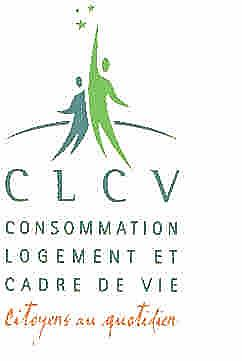 CLCV
CONSOMMATION
LOGEMENT ET
CADRE DE VIE
Citoyens au quotidien